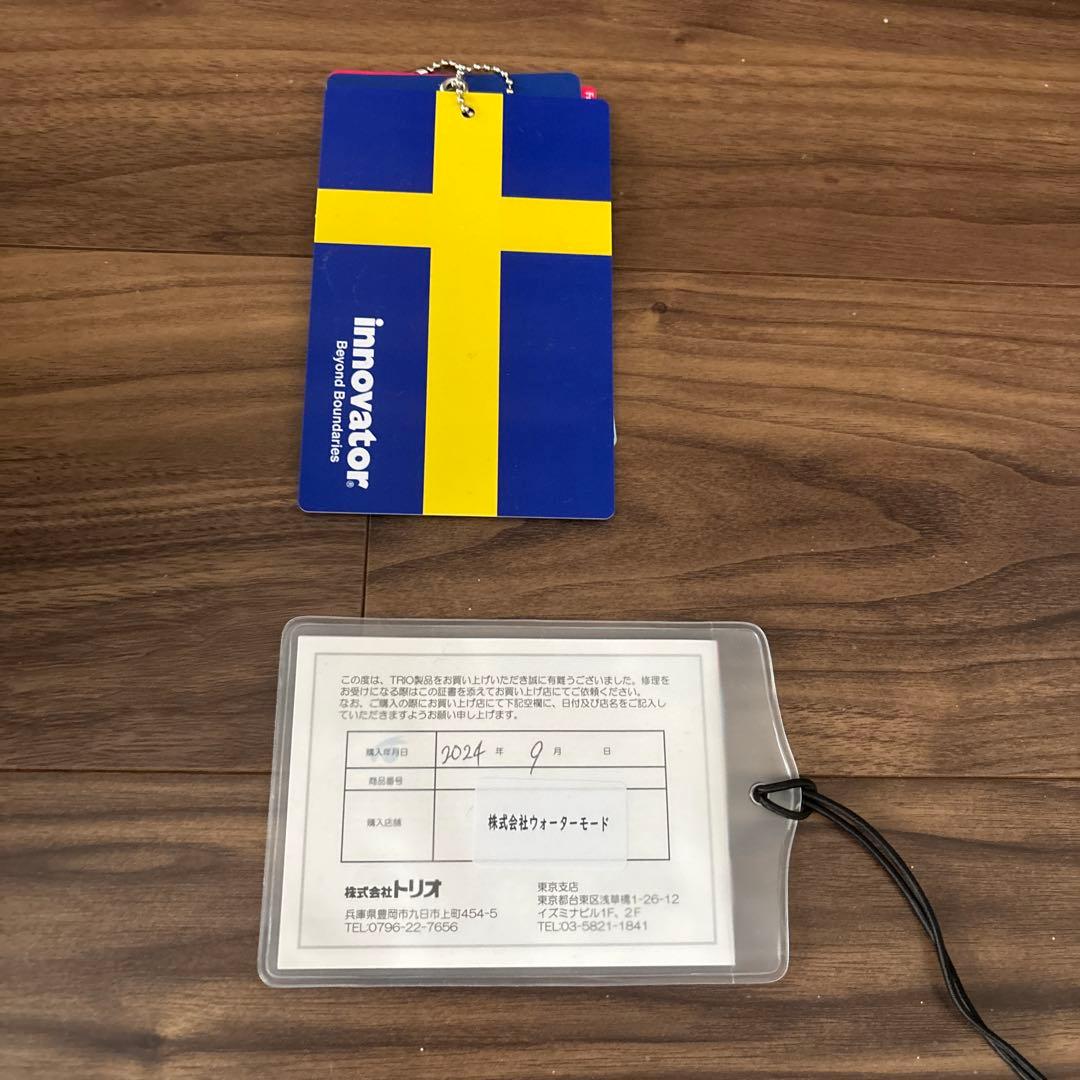 innovator®
Beyond Boundaries
この度は、TRIO製品をお買い上げいただき誠に有難うございました。修理を
お受けになる際はこの証書を添えてお買い上げ店にてご依頼ください。
なお、ご購入の際にお買い上げ店にて下記空欄に、日付及び店名をご記入し
ていただきますようお願い申し上げます。
購入年月日 2024 年 9 月 日
商品番号
購入店舗 株式会社ウォーターモード
株式会社トリオ
兵庫県豊岡市九日市上町454-5
TEL:0796-22-7656
東京支店
東京都台東区浅草橋1-26-12
イズミナビル1F、2F
TEL:03-5821-1841